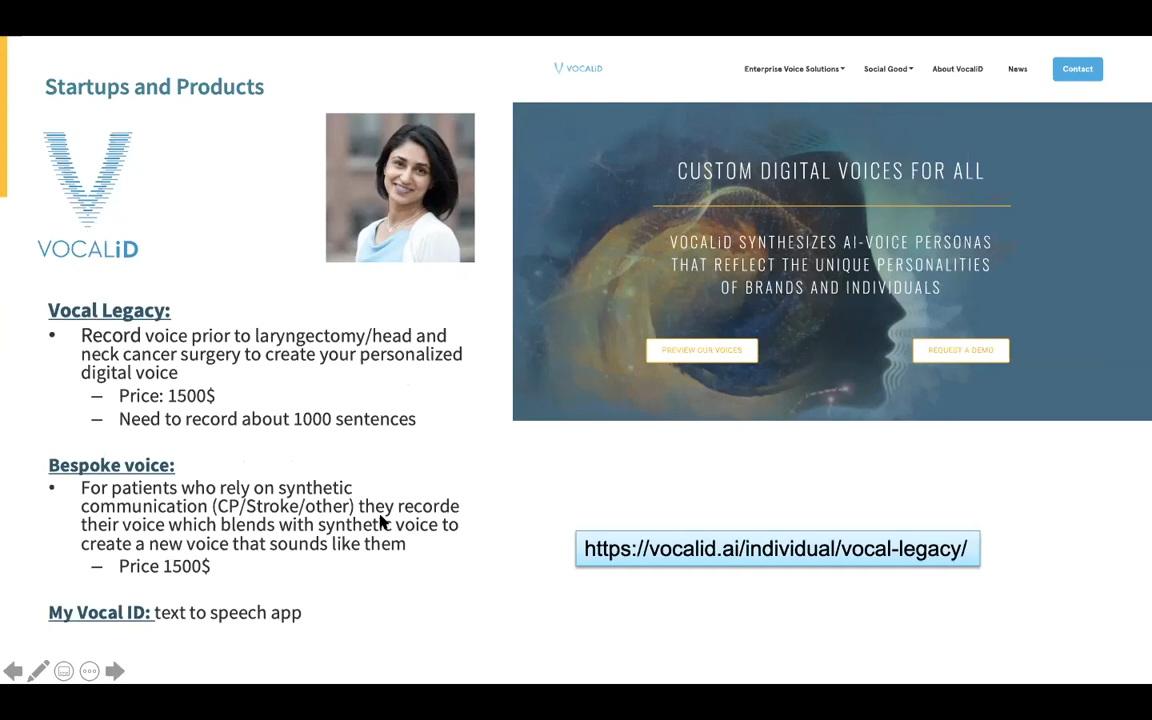 Startups and Products
VOCALiD
Vocal Legacy:
• Record voice prior to laryngectomy/head and
neck cancer surgery to create your personalized
digital voice
– Price: 1500$
– Need to record about 1000 sentences
Bespoke voice:
• For patients who rely on synthetic
communication (CP/Stroke/other) they recorde
their voice which blends with synthetic voice to
create a new voice that sounds like them
– Price 1500$
My Vocal ID: text to speech app
VOCALiD
Enterprise Voice Solutions Social Good About VocaliD News Contact
CUSTOM DIGITAL VOICES FOR ALL
VOCALiD SYNTHESIZES AI-VOICE PERSONAS
THAT REFLECT THE UNIQUE PERSONALITIES
OF BRANDS AND INDIVIDUALS
PREVIEW OUR VOICES REQUEST A DEMO
https://vocalid.ai/individual/vocal-legacy/